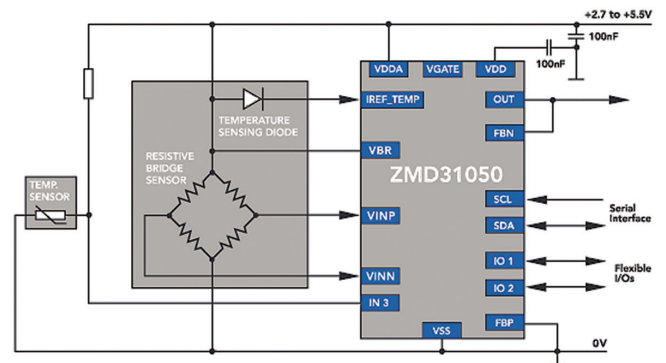 +2.7 to +5.5V
100nF
100nF
VDDA
VGATE
VDD
IREF_TEMP
OUT
TEMPERATURE
SENSING DIODE
FBN
RESISTIVE
BRIDGE
SENSOR
VBR
ZMD31050
TEMP.
SENSOR
SCL
Serial
Interface
VINP
SDA
IO 1
Flexible
I/Os
VINN
IO 2
IN 3
FBP
VSS
0V